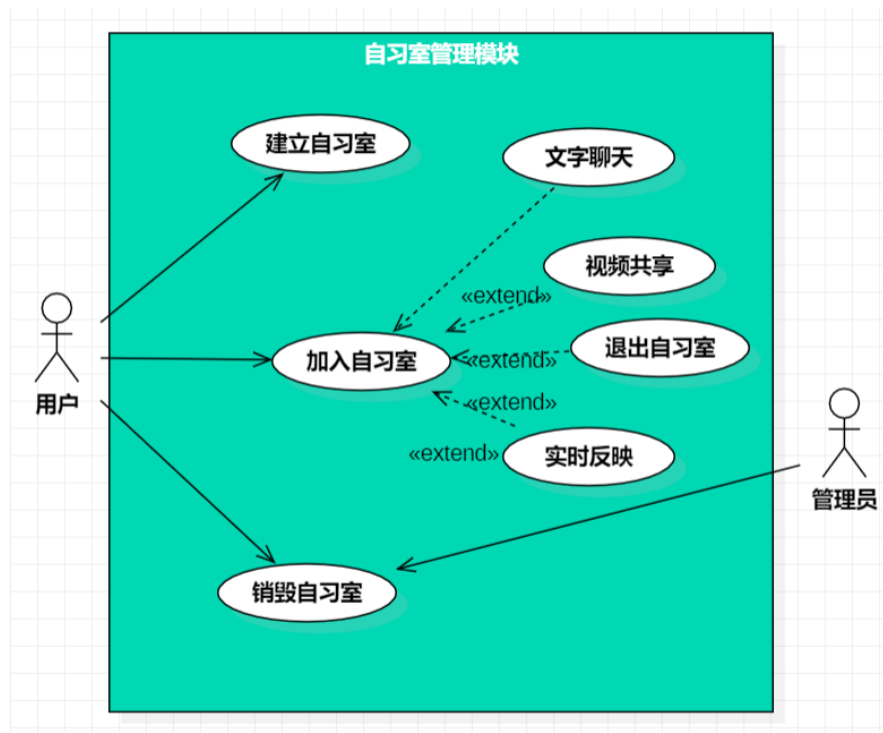 自习室管理模块
建立自习室
文字聊天
视频共享
«extend»
退出自习室
加入自习室
«extend»
«extend»
用户
«extend»
实时反映
管理员
销毁自习室